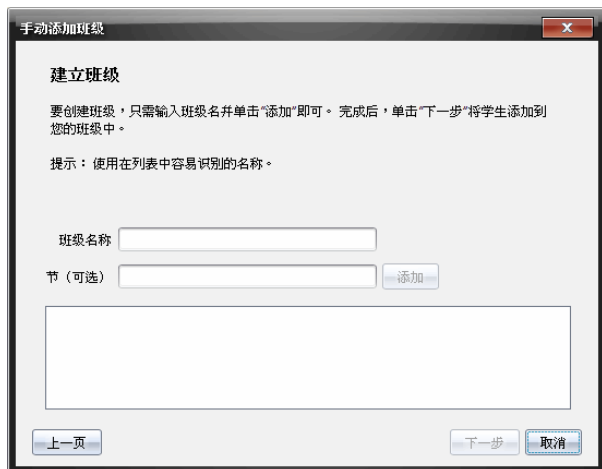 手动添加班级
建立班级
要创建班级，只需输入班级名并单击“添加”即可。 完成后，单击“下一步”将学生添加到
您的班级中。
提示： 使用在列表中容易识别的名称。
班级名称
节（可选）
添加
上一页
下一步
取消